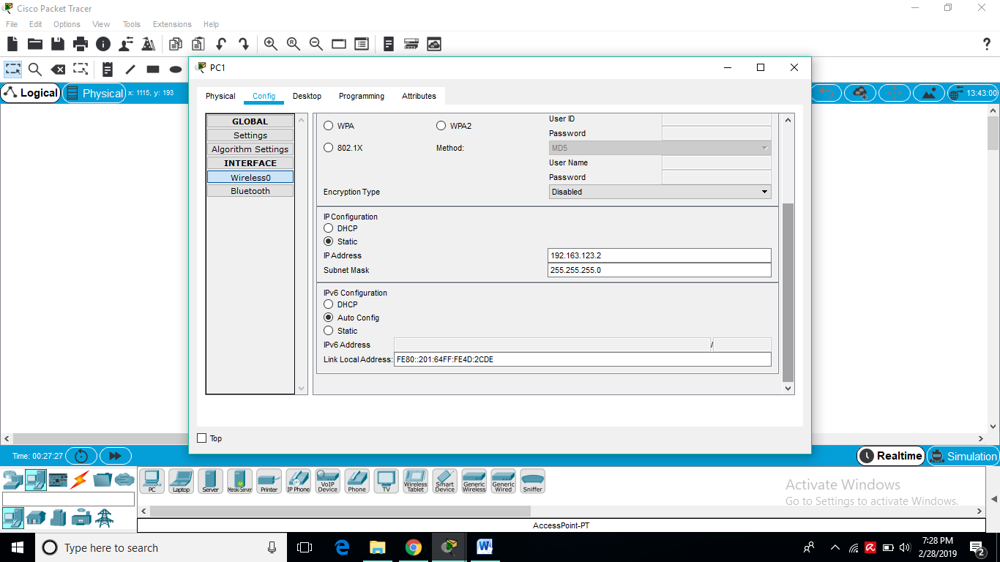 Cisco Packet Tracer
File Edit Options View Tools Extensions Help
?
Logical
Physical
x: 1115, y: 193
13:43:00
PC1
Physical Config Desktop Programming Attributes
GLOBAL
Settings
Algorithm Settings
INTERFACE
Wireless0
Bluetooth
WPA WPA2 User ID
Password
802.1X Method: MD5
User Name
Password
Encryption Type Disabled
IP Configuration
DHCP
Static
IP Address 192.163.123.2
Subnet Mask 255.255.255.0
IPv6 Configuration
DHCP
Auto Config
Static
IPv6 Address /
Link Local Address: FE80::201:64FF:FE4D:2CDE
Top
Time: 00:27:27
Realtime Simulation
PC
Laptop
Server
Meraki Server
Printer
IP Phone
VoIP Device
Phone
TV
Wireless Tablet
Smart Device
Generic Wireless
Generic Wired
Sniffer
Activate Windows
Go to Settings to activate Windows.
AccessPoint-PT
Type here to search
7:28 PM
2/28/2019
2